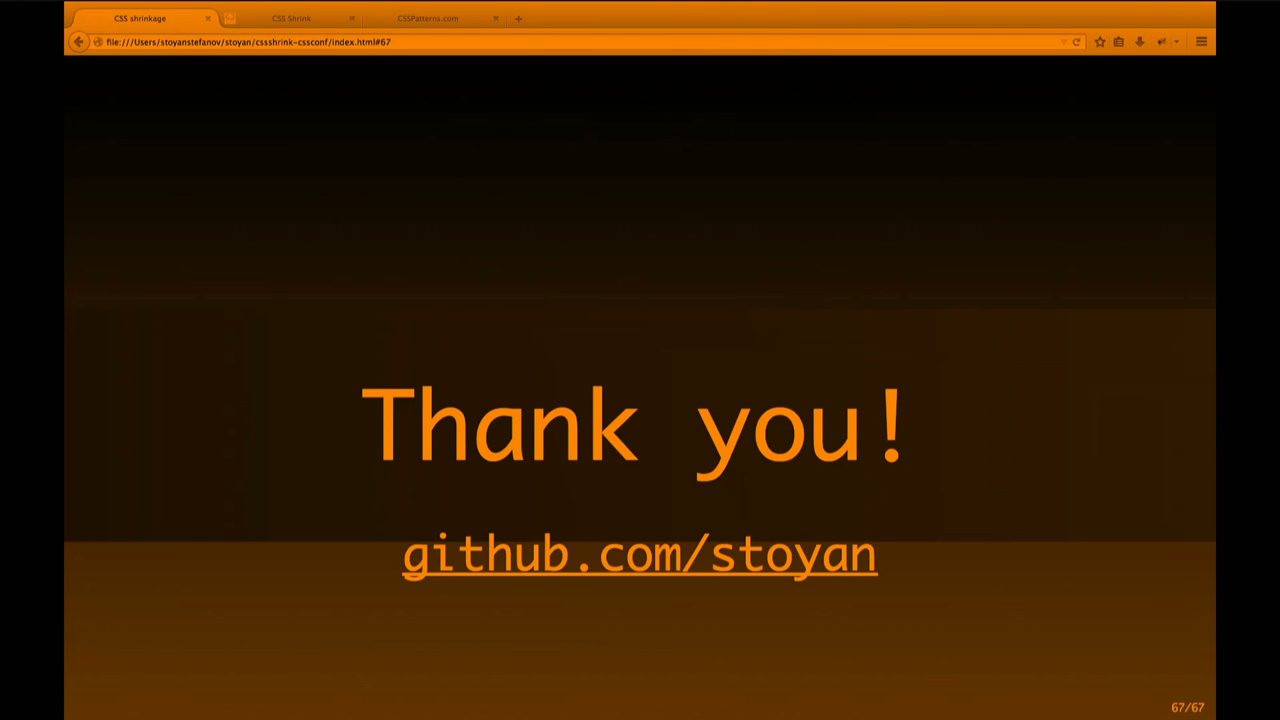 CSS shrinkage
CSS Shrink
CSSPatterns.com
file:///Users/stoyanstefanov/stoyan/cssshrink-cssconf/index.html#67
Thank you!
github.com/stoyan
67/67